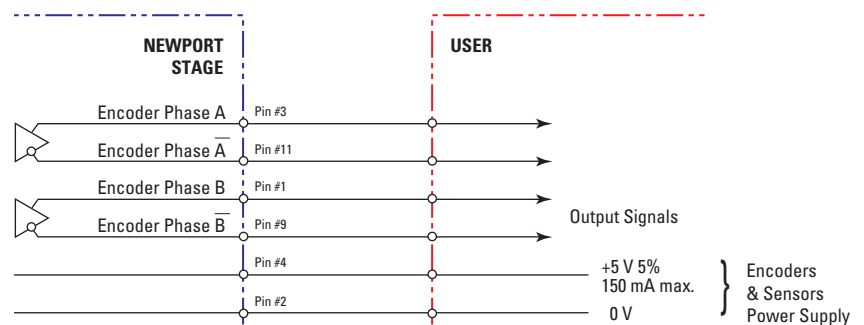 NEWPORT
STAGE
USER
Encoder Phase A Pin #3
Encoder Phase A̅ Pin #11
Encoder Phase B Pin #1
Encoder Phase B̅ Pin #9
Output Signals
Pin #4 +5 V 5%
150 mA max.
Pin #2 0 V
Encoders
& Sensors
Power Supply